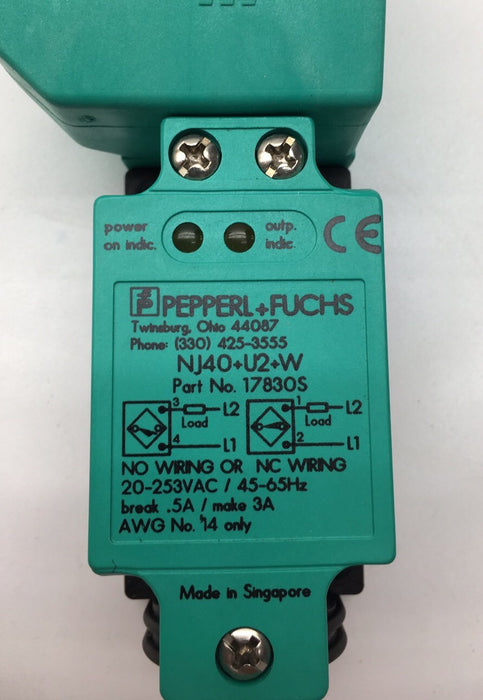 power
on indic.
outp.
indic.
CE
PEPPERL+FUCHS
Twinsburg, Ohio 44087
Phone: (330) 425-3555
NJ40+U2+W
Part No. 17830S
3 L2
Load
4 L1
1 L2
Load
2 L1
NO WIRING OR NC WIRING
20-253VAC / 45-65Hz
break .5A / make 3A
AWG No. 14 only
Made in Singapore